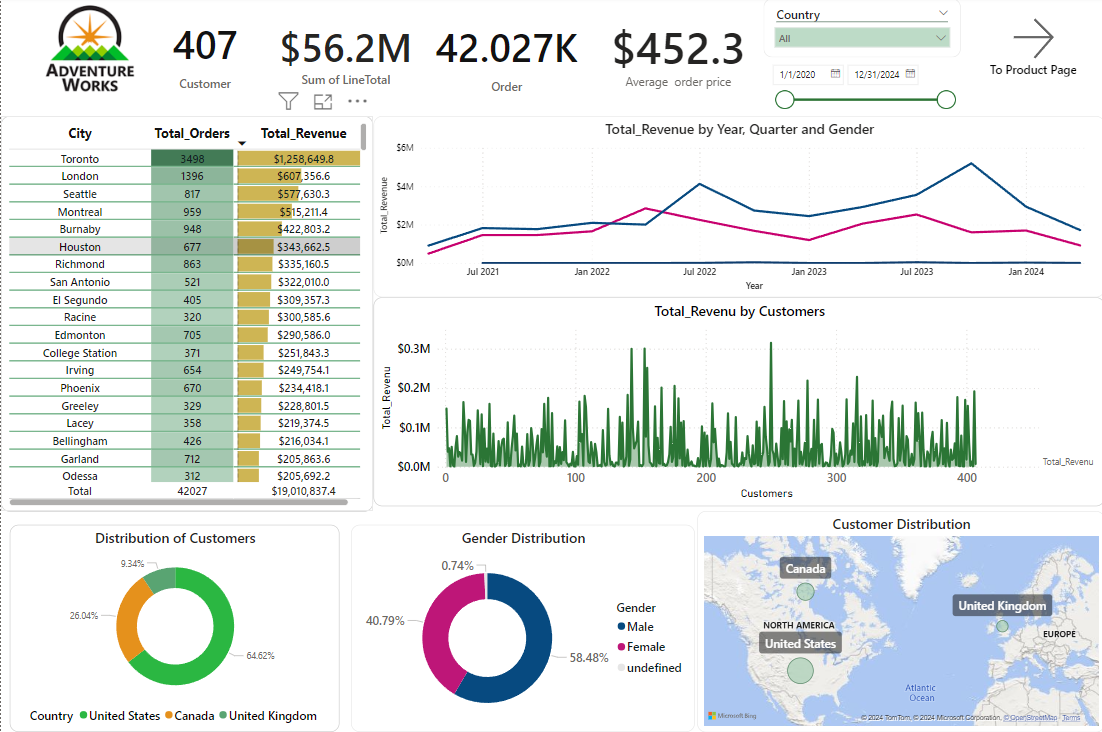 ADVENTURE
WORKS
407
Customer
$56.2M
Sum of LineTotal
42.027K
Order
$452.3
Average order price
Country
All
1/1/2020
12/31/2024
To Product Page
City Total_Orders Total_Revenue
Toronto 3498 $1,258,649.8
London 1396 $607,356.6
Seattle 817 $577,630.3
Montreal 959 $515,211.4
Burnaby 948 $422,803.2
Houston 677 $343,662.5
Richmond 863 $335,160.5
San Antonio 521 $322,010.0
El Segundo 405 $309,357.3
Racine 320 $300,585.6
Edmonton 705 $290,586.0
College Station 371 $251,843.3
Irving 654 $249,754.1
Phoenix 670 $234,418.1
Greeley 329 $228,801.5
Lacey 358 $219,374.5
Bellingham 426 $216,034.1
Garland 712 $205,863.6
Odessa 312 $205,692.2
Total 42027 $19,010,837.4
Total_Revenue by Year, Quarter and Gender
Total_Revenue
$6M
$4M
$2M
$0M
Jul 2021 Jan 2022 Jul 2022 Jan 2023 Jul 2023 Jan 2024
Year
Total_Revenu by Customers
Total_Revenu
$0.3M
$0.2M
$0.1M
$0.0M
0 100 200 300 400
Customers
Total_Revenu
Distribution of Customers
9.34%
26.04%
64.62%
Country United States Canada United Kingdom
Gender Distribution
0.74%
40.79%
58.48%
Gender
Male
Female
undefined
Customer Distribution
Canada
United Kingdom
NORTH AMERICA
EUROPE
United States
Atlantic
Ocean
Microsoft Bing
© 2024 TomTom, © 2024 Microsoft Corporation, © OpenStreetMap Terms